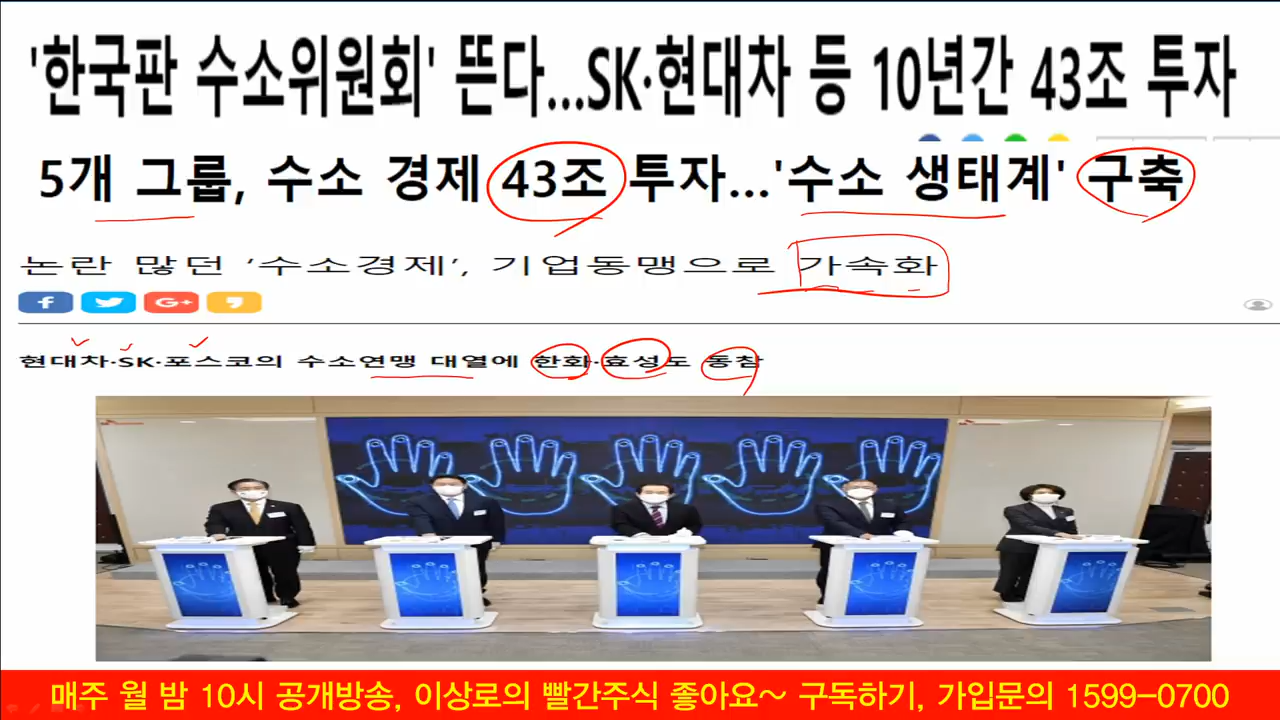 '한국판 수소위원회' 뜬다...SK·현대차 등 10년간 43조 투자
5개 그룹, 수소 경제 43조 투자...'수소 생태계' 구축
논란 많던 '수소경제', 기업동맹으로 가속화
f G+
현대차·SK·포스코의 수소연맹 대열에 한화·효성도 동참
매주 월 밤 10시 공개방송, 이상로의 빨간주식 좋아요~ 구독하기, 가입문의 1599-0700